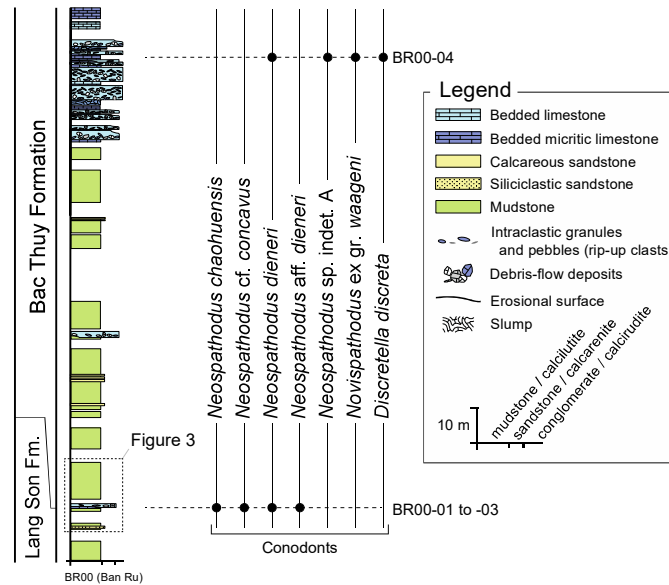 Bac Thuy Formation
Lang Son Fm.
BR00 (Ban Ru)
Figure 3
Neospathodus chaohuensis
Neospathodus cf. concavus
Neospathodus dieneri
Neospathodus aff. dieneri
Neospathodus sp. indet. A
Novispathodus ex gr. waageni
Discretella discreta
BR00-04
BR00-01 to -03
Conodonts
Legend
Bedded limestone
Bedded micritic limestone
Calcareous sandstone
Siliciclastic sandstone
Mudstone
Intraclastic granules
and pebbles (rip-up clasts
Debris-flow deposits
Erosional surface
Slump
10 m
mudstone / calcilutite
sandstone / calcarenite
conglomerate / calcirudite